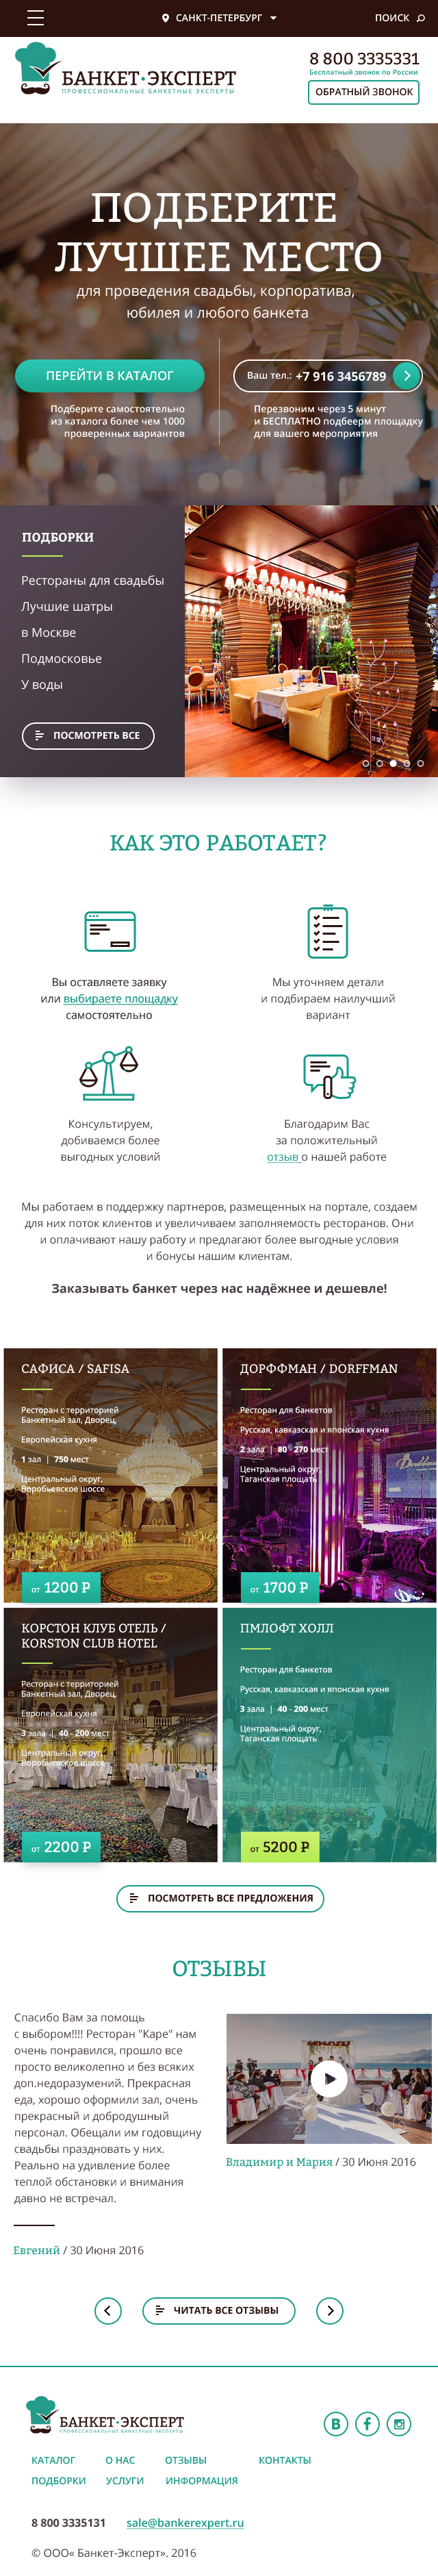 САНКТ-ПЕТЕРБУРГ
ПОИСК
БАНКЕТ·ЭКСПЕРТ
ПРОФЕССИОНАЛЬНЫЕ БАНКЕТНЫЕ ЭКСПЕРТЫ
8 800 3335331
Бесплатный звонок по России
ОБРАТНЫЙ ЗВОНОК
ПОДБЕРИТЕ
ЛУЧШЕЕ МЕСТО
для проведения свадьбы, корпоратива,
юбилея и любого банкета
ПЕРЕЙТИ В КАТАЛОГ
Подберите самостоятельно
из каталога более чем 1000
проверенных вариантов
Ваш тел.: +7 916 3456789
Перезвоним через 5 минут
и БЕСПЛАТНО подбеерм площадку
для вашего мероприятия
ПОДБОРКИ
Рестораны для свадьбы
Лучшие шатры
в Москве
Подмосковье
У воды
ПОСМОТРЕТЬ ВСЕ
КАК ЭТО РАБОТАЕТ?
Вы оставляете заявку
или выбираете площадку
самостоятельно
Мы уточняем детали
и подбираем наилучший
вариант
Консультируем,
добиваемся более
выгодных условий
Благодарим Вас
за положительный
отзыв о нашей работе
Мы работаем в поддержку партнеров, размещенных на портале, создаем
для них поток клиентов и увеличиваем заполняемость ресторанов. Они
и оплачивают нашу работу и предлагают более выгодные условия
и бонусы нашим клиентам.
Заказывать банкет через нас надёжнее и дешевле!
САФИСА / SAFISA
Ресторан с территорией
Банкетный зал, Дворец,
Европейская кухня
1 зал | 750 мест
Центральный округ,
Воробьевское шоссе
от 1200 ₽
ДОРФФМАН / DORFFMAN
Ресторан для банкетов
Русская, кавказская и японская кухня
2 зала | 80 - 270 мест
Центральный округ,
Таганская площать
от 1700 ₽
КОРСТОН КЛУБ ОТЕЛЬ /
KORSTON CLUB HOTEL
Ресторан с территорией
Банкетный зал, Дворец,
Европейская кухня
3 зала | 40 - 200 мест
Центральный округ,
Воробьевское шоссе
от 2200 ₽
ПМЛОФТ ХОЛЛ
Ресторан для банкетов
Русская, кавказская и японская кухня
3 зала | 40 - 200 мест
Центральный округ,
Таганская площать
от 5200 ₽
ПОСМОТРЕТЬ ВСЕ ПРЕДЛОЖЕНИЯ
ОТЗЫВЫ
Спасибо Вам за помощь
с выбором!!!! Ресторан "Каре" нам
очень понравился, прошло все
просто великолепно и без всяких
доп.недоразумений. Прекрасная
еда, хорошо оформили зал, очень
прекрасный и добродушный
персонал. Обещали им годовщину
свадьбы праздновать у них.
Реально на удивление более
теплой обстановки и внимания
давно не встречал.
Евгений / 30 Июня 2016
Владимир и Мария / 30 Июня 2016
ЧИТАТЬ ВСЕ ОТЗЫВЫ
БАНКЕТ·ЭКСПЕРТ
ПРОФЕССИОНАЛЬНЫЕ БАНКЕТНЫЕ ЭКСПЕРТЫ
КАТАЛОГ О НАС ОТЗЫВЫ КОНТАКТЫ
ПОДБОРКИ УСЛУГИ ИНФОРМАЦИЯ
8 800 3335131 sale@bankerexpert.ru
© ООО« Банкет-Эксперт». 2016